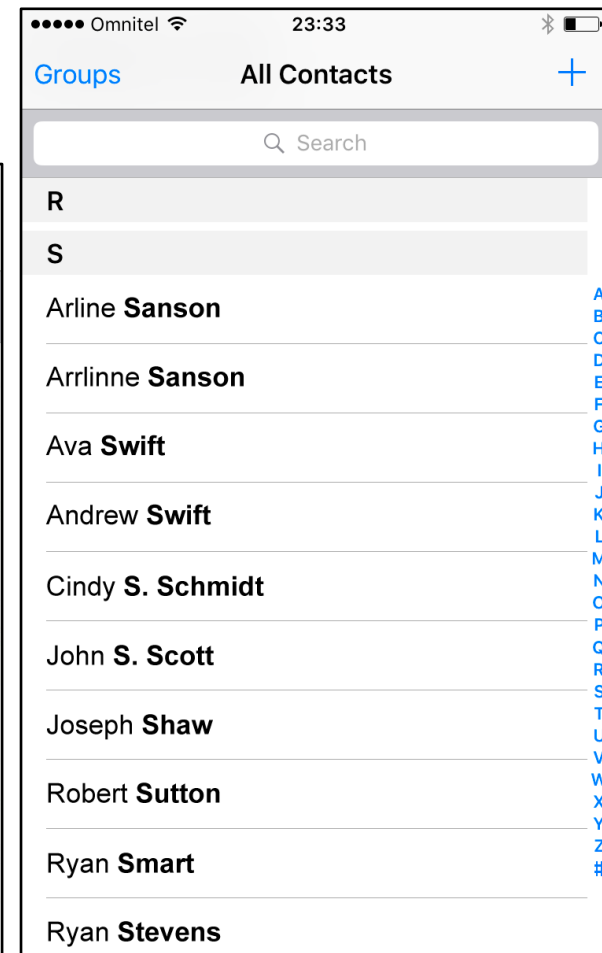 Omnitel 23:33
Groups All Contacts +
Search
R
S
Arline Sanson
Arrlinne Sanson
Ava Swift
Andrew Swift
Cindy S. Schmidt
John S. Scott
Joseph Shaw
Robert Sutton
Ryan Smart
Ryan Stevens
A
B
C
D
E
F
G
H
I
J
K
L
M
N
O
P
Q
R
S
T
U
V
W
X
Y
Z
#